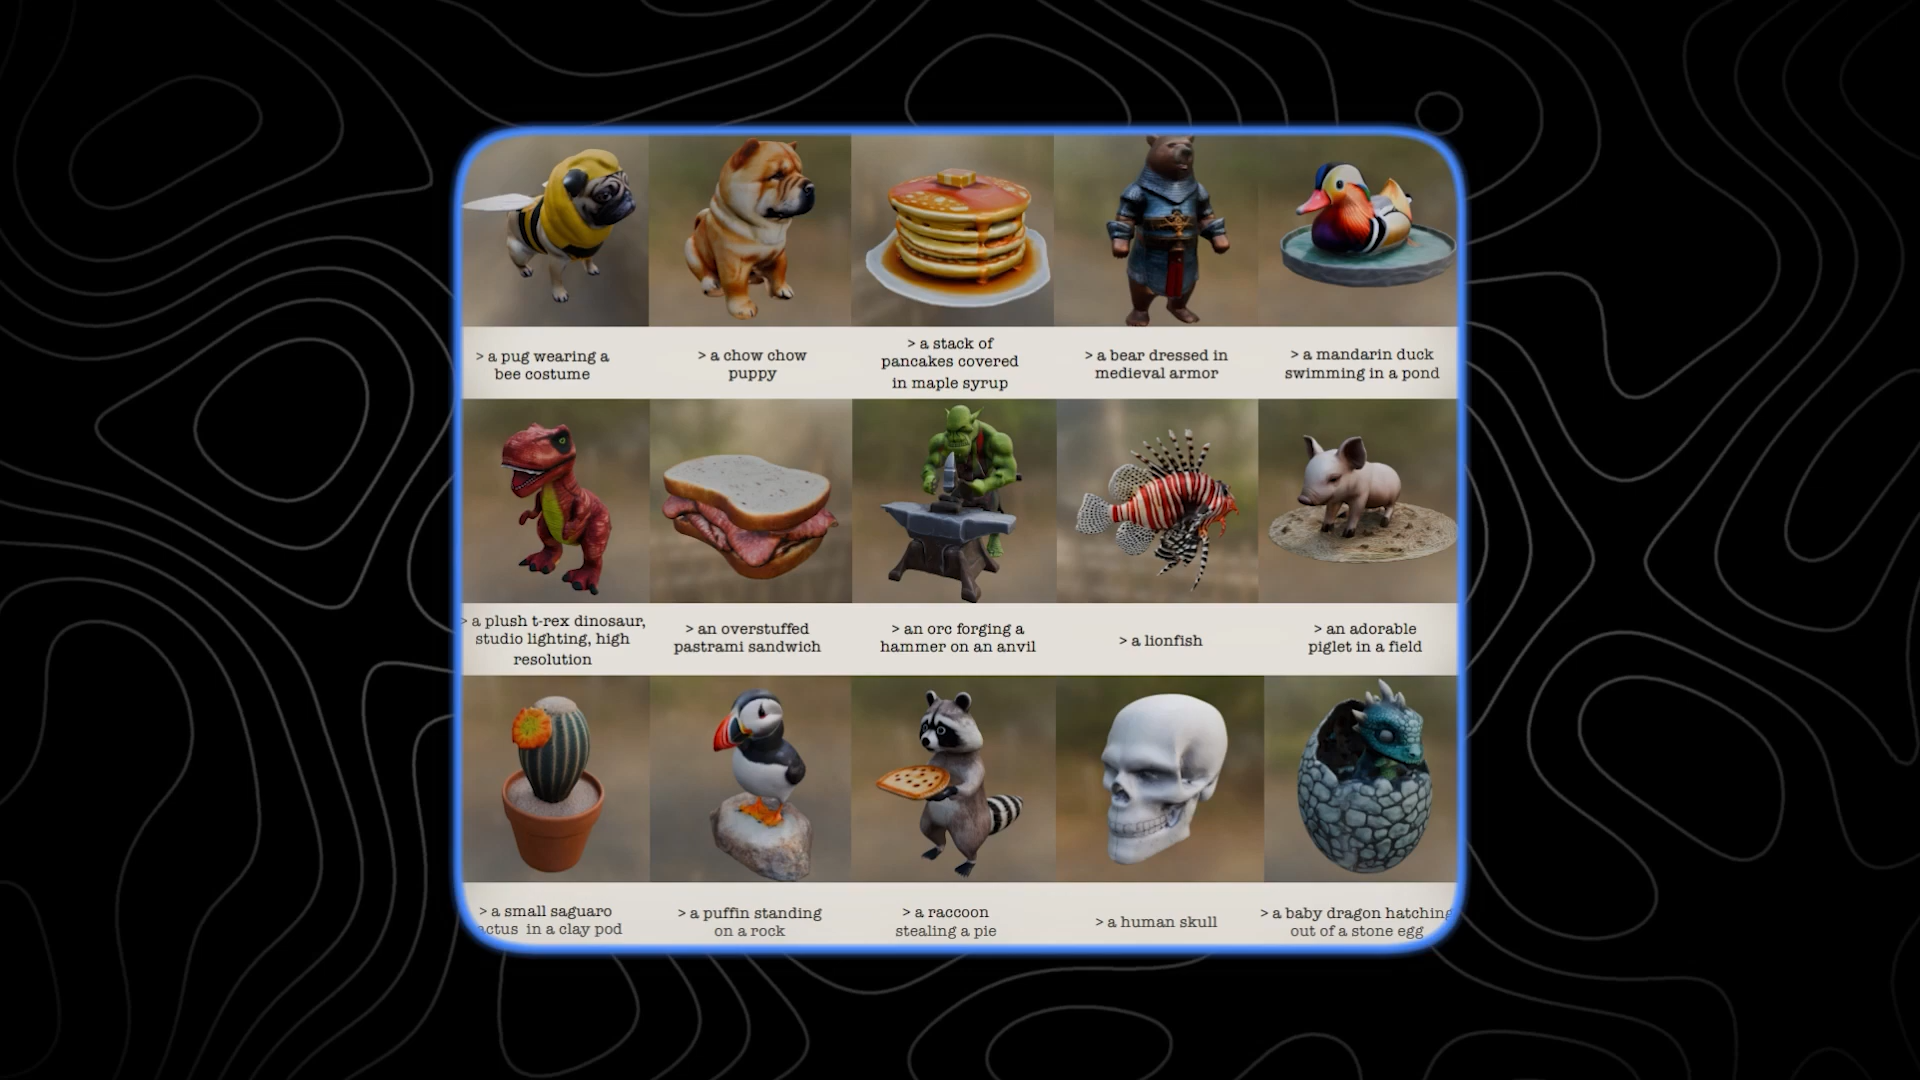 > a pug wearing a
bee costume
> a chow chow
puppy
> a stack of
pancakes covered
in maple syrup
> a bear dressed in
medieval armor
> a mandarin duck
swimming in a pond
> a plush t-rex dinosaur,
studio lighting, high
resolution
> an overstuffed
pastrami sandwich
> an orc forging a
hammer on an anvil
> a lionfish
> an adorable
piglet in a field
> a small saguaro
actus in a clay pod
> a puffin standing
on a rock
> a raccoon
stealing a pie
> a human skull
> a baby dragon hatching
out of a stone egg